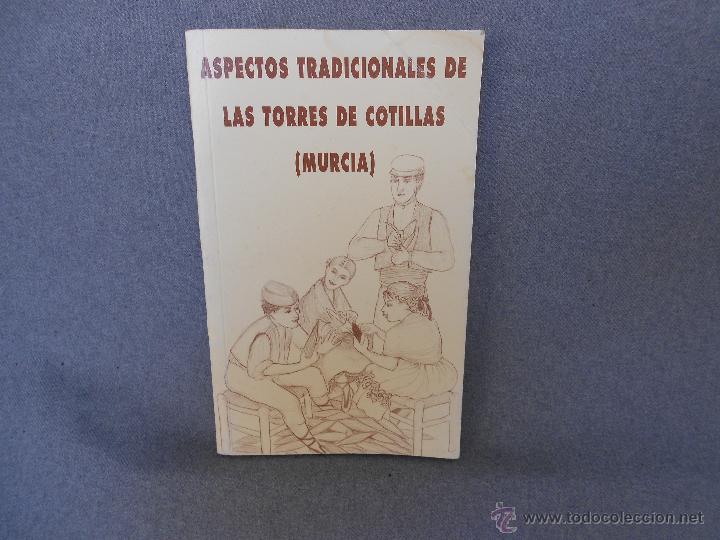 ASPECTOS TRADICIONALES DE
LAS TORRES DE COTILLAS
(MURCIA)
© www.todocoleccion.net